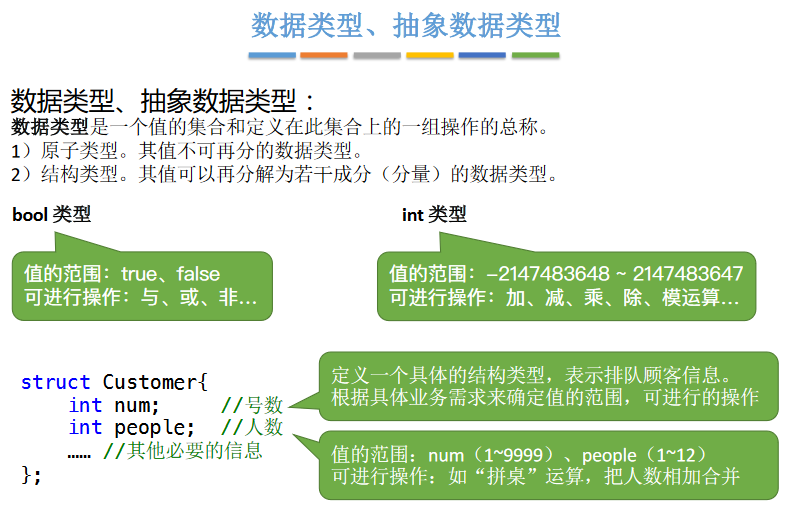 数据类型、抽象数据类型
数据类型、抽象数据类型：
数据类型是一个值的集合和定义在此集合上的一组操作的总称。
1）原子类型。其值不可再分的数据类型。
2）结构类型。其值可以再分解为若干成分（分量）的数据类型。
bool 类型
值的范围：true、false
可进行操作：与、或、非...
int 类型
值的范围：-2147483648 ~ 2147483647
可进行操作：加、减、乘、除、模运算...
struct Customer{
int num; //号数
int people; //人数
…… //其他必要的信息
};
定义一个具体的结构类型，表示排队顾客信息。
根据具体业务需求来确定值的范围，可进行的操作
值的范围：num（1~9999）、people（1~12）
可进行操作：如“拼桌”运算，把人数相加合并